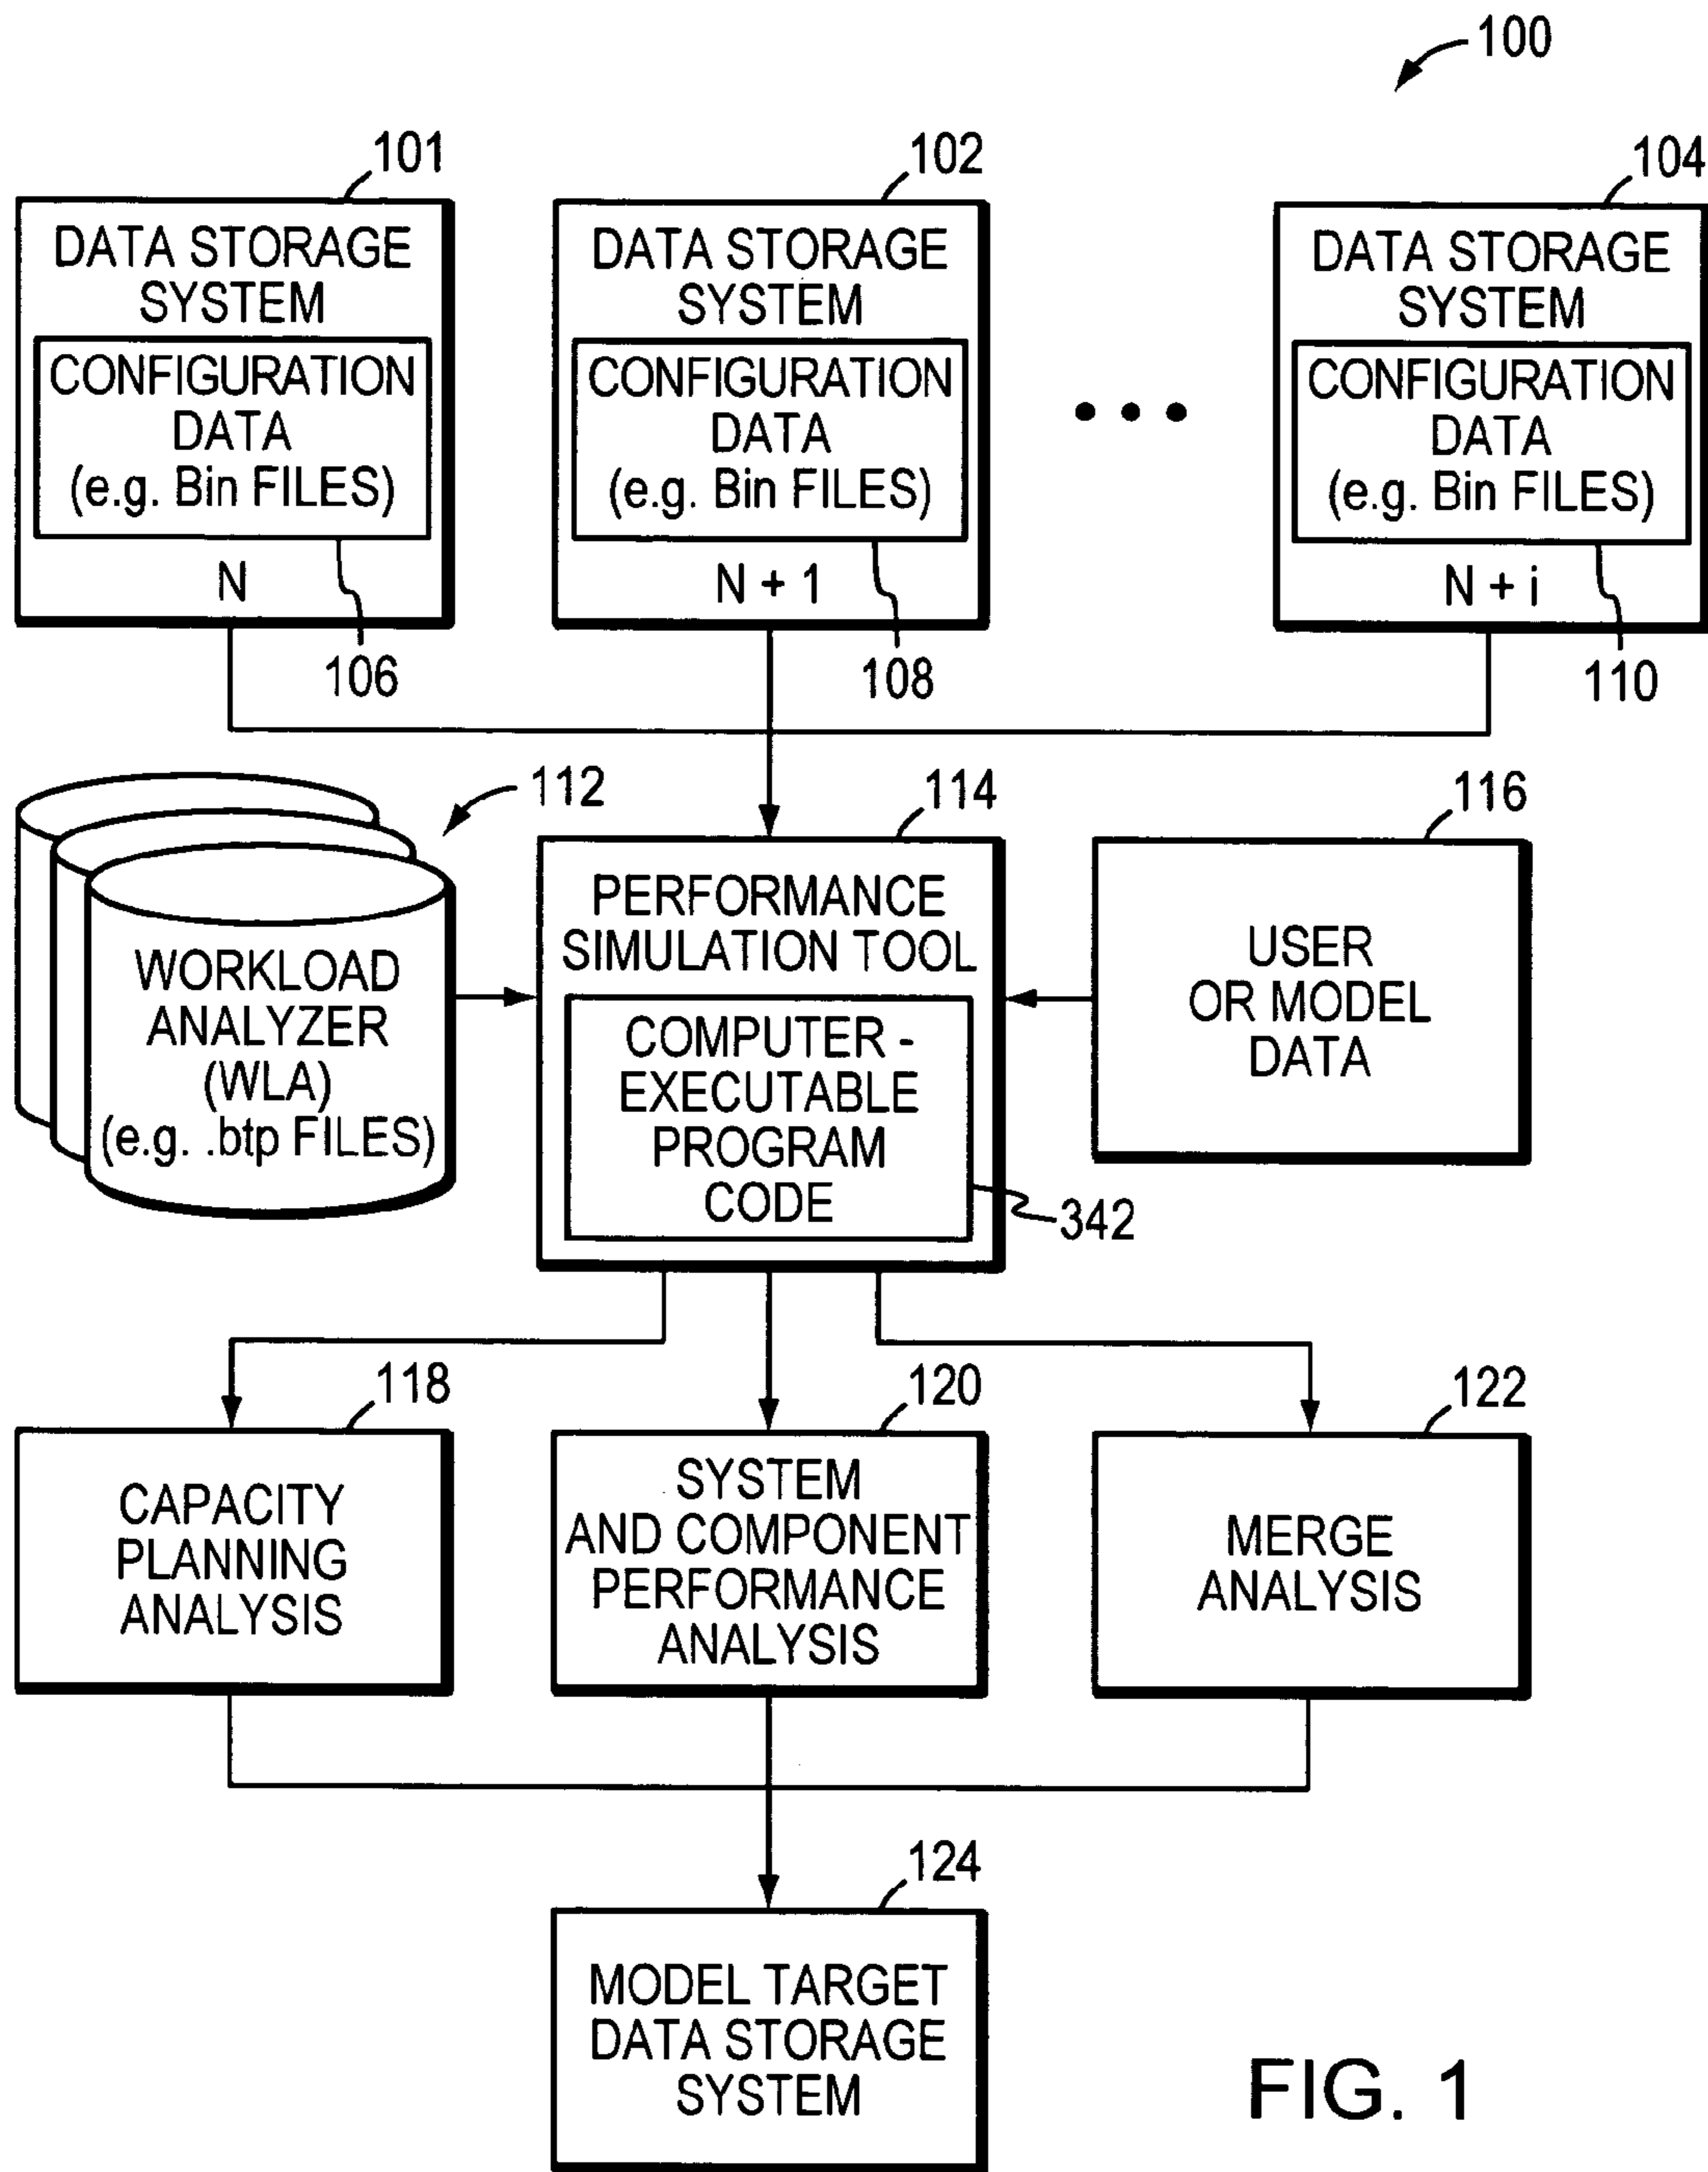 100
101
102
104
DATA STORAGE
SYSTEM
CONFIGURATION
DATA
(e.g. Bin FILES)
N
106
DATA STORAGE
SYSTEM
CONFIGURATION
DATA
(e.g. Bin FILES)
N + 1
108
DATA STORAGE
SYSTEM
CONFIGURATION
DATA
(e.g. Bin FILES)
N + i
110
112
WORKLOAD
ANALYZER
(WLA)
(e.g. .btp FILES)
114
PERFORMANCE
SIMULATION TOOL
COMPUTER -
EXECUTABLE
PROGRAM
CODE
342
116
USER
OR MODEL
DATA
118
CAPACITY
PLANNING
ANALYSIS
120
SYSTEM
AND COMPONENT
PERFORMANCE
ANALYSIS
122
MERGE
ANALYSIS
124
MODEL TARGET
DATA STORAGE
SYSTEM
FIG. 1